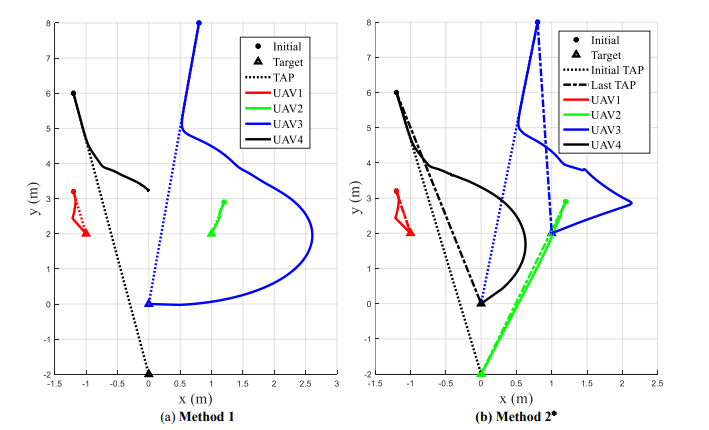 8
7
6
5
4
3
2
1
0
-1
-2
y (m)
-1.5 -1 -0.5 0 0.5 1 1.5 2 2.5 3
x (m)
Initial
Target
TAP
UAV1
UAV2
UAV3
UAV4
(a) Method 1
8
7
6
5
4
3
2
1
0
-1
-2
y (m)
-1.5 -1 -0.5 0 0.5 1 1.5 2 2.5
x (m)
Initial
Target
Initial TAP
Last TAP
UAV1
UAV2
UAV3
UAV4
(b) Method 2*